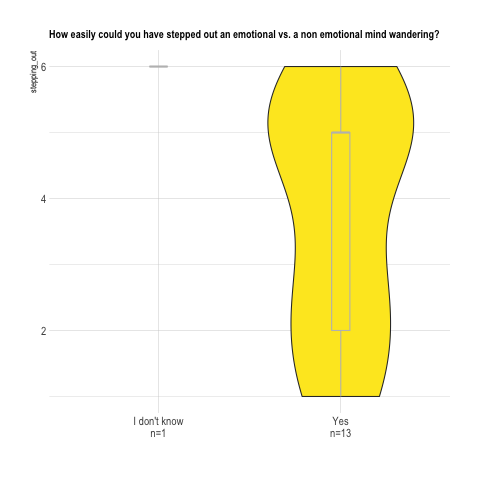 How easily could you have stepped out an emotional vs. a non emotional mind wandering?
stepping_out
6
4
2
I don't know
n=1
Yes
n=13